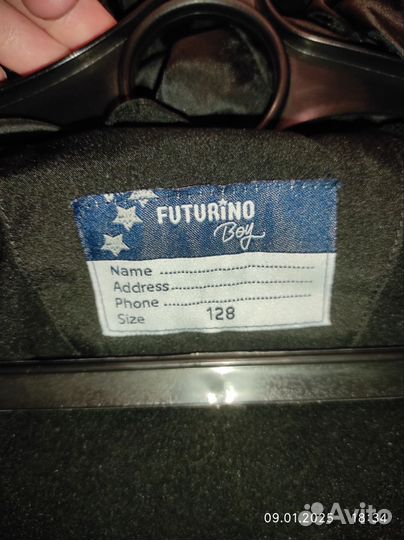 FUTURiNO
Boy
Name ........................
Address ........................
Phone ........................
Size 128
09.01.2025 18:34
Avito